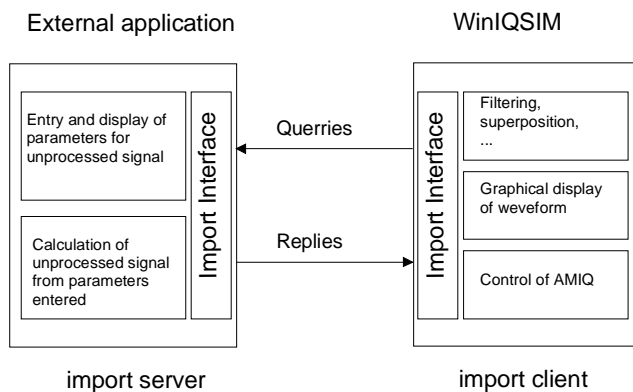 External application
WinIQSIM
Entry and display of
parameters for
unprocessed signal
Calculation of
unprocessed signal
from parameters
entered
Import Interface
Querries
Replies
Import Interface
Filtering,
superposition,
...
Graphical display
of weveform
Control of AMIQ
import server
import client